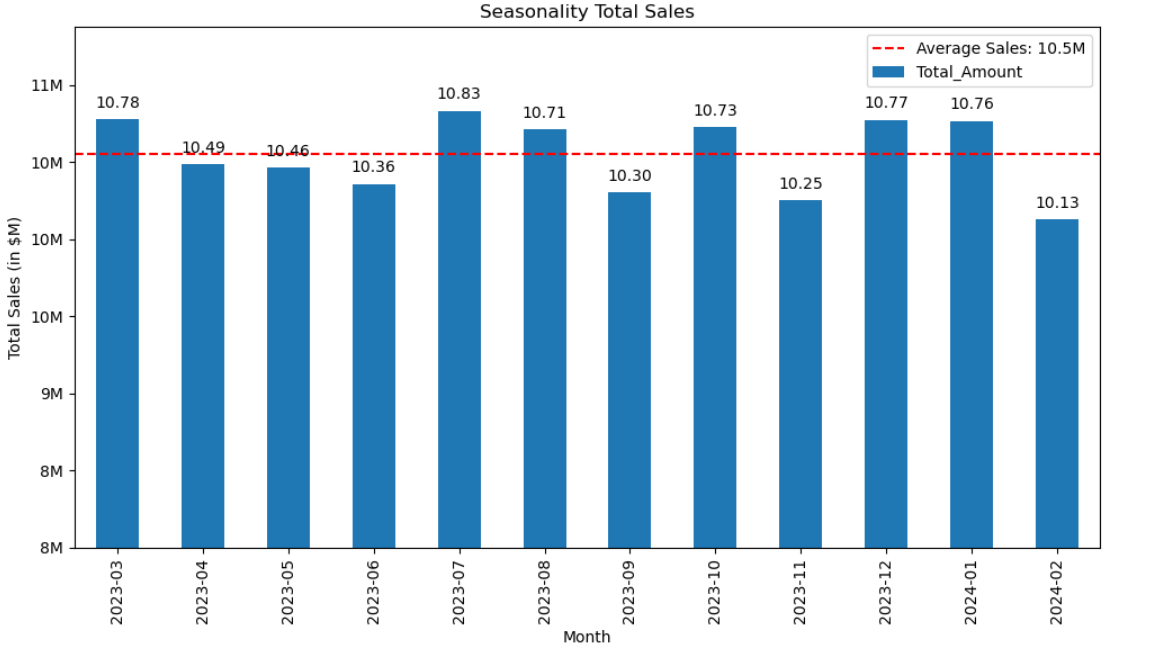 Seasonality Total Sales
Average Sales: 10.5M
Total_Amount
Total Sales (in $M)
11M
10M
10M
10M
9M
8M
8M
10.78
10.49
10.46
10.36
10.83
10.71
10.30
10.73
10.25
10.77
10.76
10.13
2023-03
2023-04
2023-05
2023-06
2023-07
2023-08
2023-09
2023-10
2023-11
2023-12
2024-01
2024-02
Month